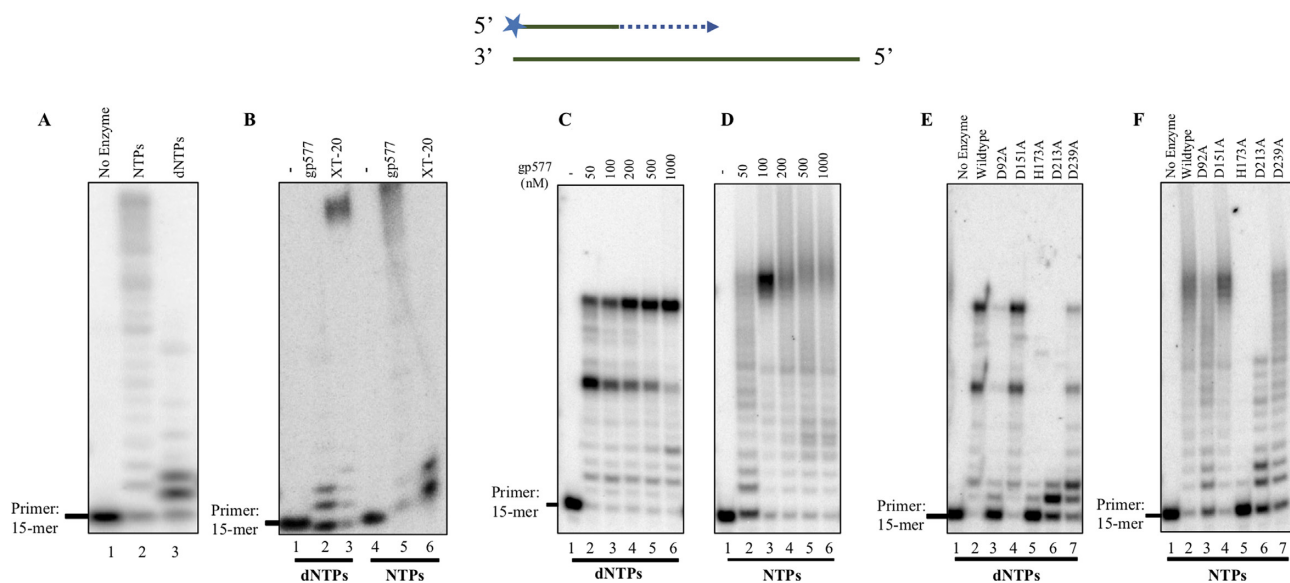 5’
3’ 5’
A
No Enzyme
NTPs
dNTPs
Primer:
15-mer
1 2 3
B
-
gp577
XT-20
-
gp577
XT-20
Primer:
15-mer
1 2 3 4 5 6
dNTPs NTPs
C
gp577
(nM)
-
50
100
200
500
1000
Primer:
15-mer
1 2 3 4 5 6
dNTPs
D
-
50
100
200
500
1000
1 2 3 4 5 6
NTPs
E
No Enzyme
Wildtype
D92A
D151A
H173A
D213A
D239A
Primer:
15-mer
1 2 3 4 5 6 7
dNTPs
F
No Enzyme
Wildtype
D92A
D151A
H173A
D213A
D239A
Primer:
15-mer
1 2 3 4 5 6 7
NTPs